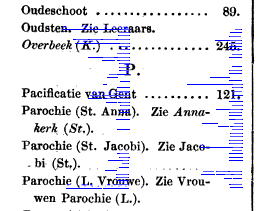 Oudeschoot . . . . . . . . . . . . . . 89.
Oudsten. Zie Leeraars.
Overbeek (K.) . . . . . . . . . . . . 245.
P.
Pacificatie van Gent . . . . . . . . . 121.
Parochie (St. Anna). Zie Anna-
kerk (St.).
Parochie (St. Jacobi). Zie Jaco-
bi (St.).
Parochie (L. Vrouwe). Zie Vrou-
wen Parochie (L.).